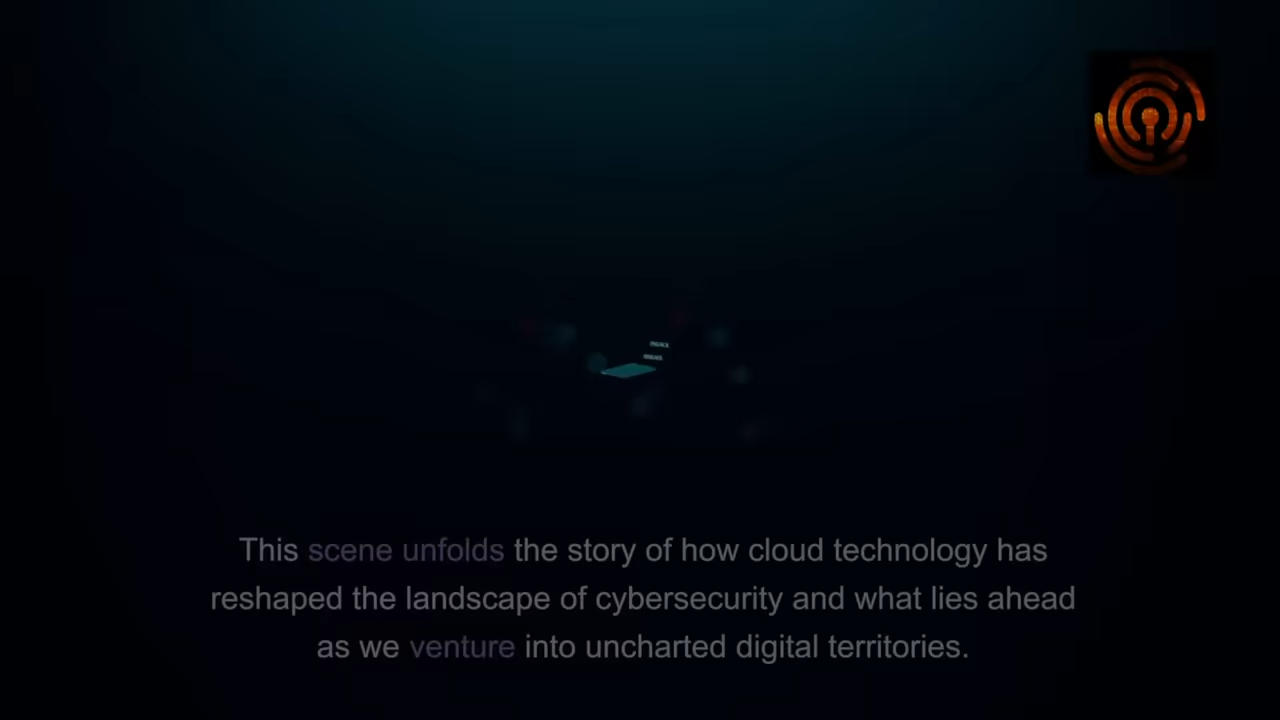 This scene unfolds the story of how cloud technology has
reshaped the landscape of cybersecurity and what lies ahead
as we venture into uncharted digital territories.